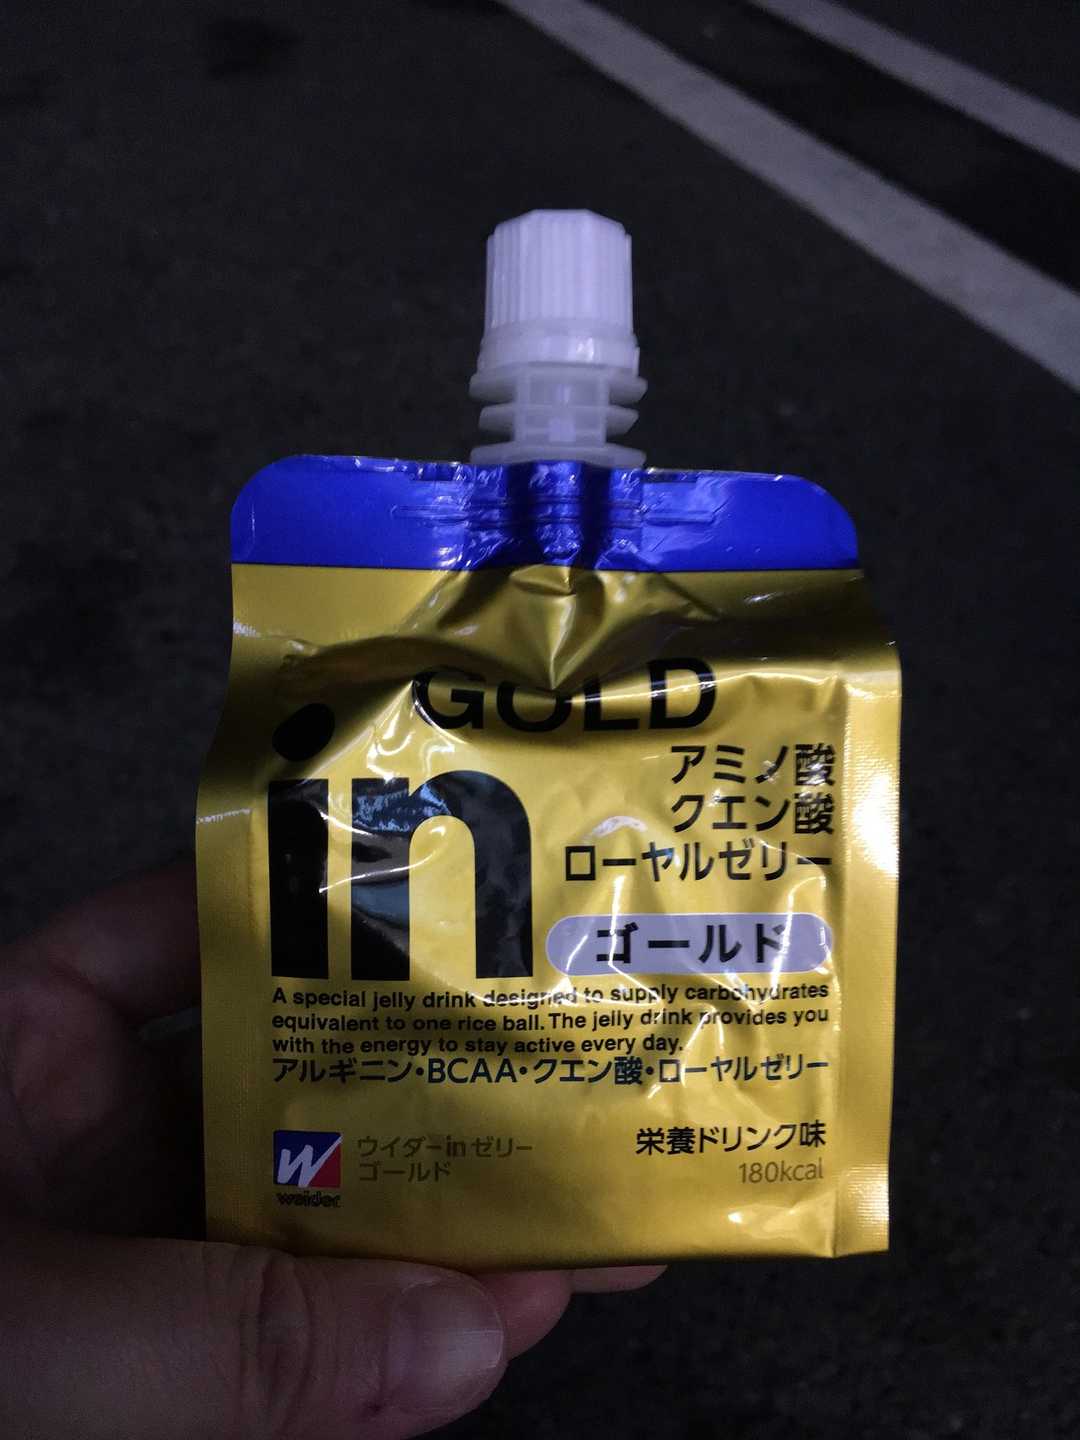 GOLD
in
アミノ酸
クエン酸
ローヤルゼリー
ゴールド
A special jelly drink designed to supply carbohydrates
equivalent to one rice ball. The jelly drink provides you
with the energy to stay active every day.
アルギニン・BCAA・クエン酸・ローヤルゼリー
W
weider
ウイダーinゼリー
ゴールド
栄養ドリンク味
180kcal